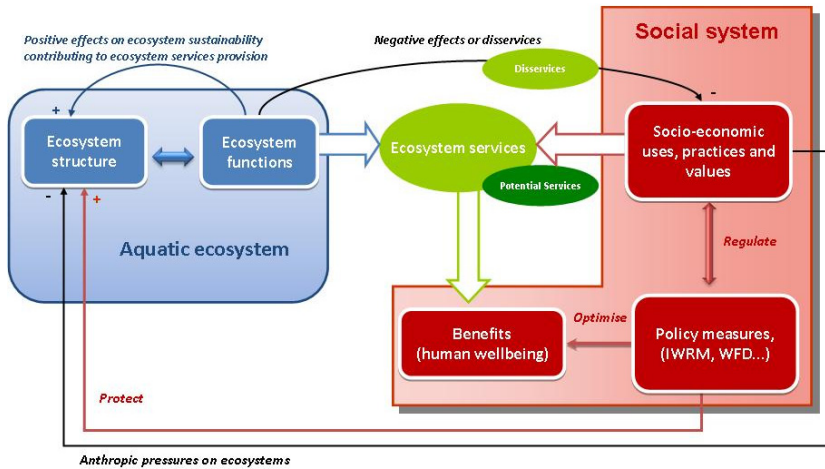 Positive effects on ecosystem sustainability
contributing to ecosystem services provision
Negative effects or disservices
Social system
Disservices
-
+
Ecosystem
structure
Ecosystem
functions
Ecosystem services
Socio-economic
uses, practices and
values
Potential Services
-
+
Aquatic ecosystem
Regulate
Benefits
(human wellbeing)
Optimise
Policy measures,
(IWRM, WFD...)
Protect
Anthropic pressures on ecosystems